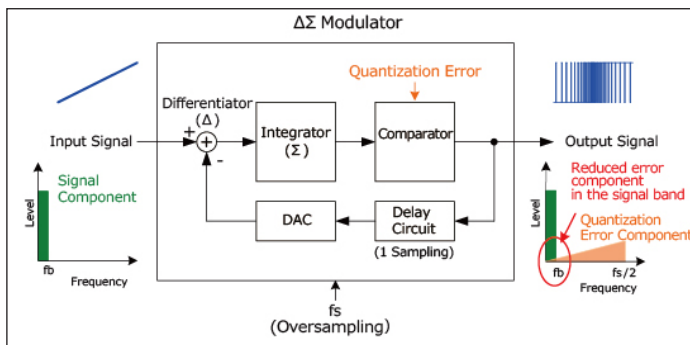 ΔΣ Modulator
Quantization Error
Differentiator
(Δ)
Input Signal
+
+
-
Integrator
(Σ)
Comparator
Output Signal
DAC
Delay
Circuit
(1 Sampling)
fs
(Oversampling)
Signal
Component
Level
fb
Frequency
Reduced error
component
in the signal band
Quantization
Error Component
Level
fb
fs/2
Frequency